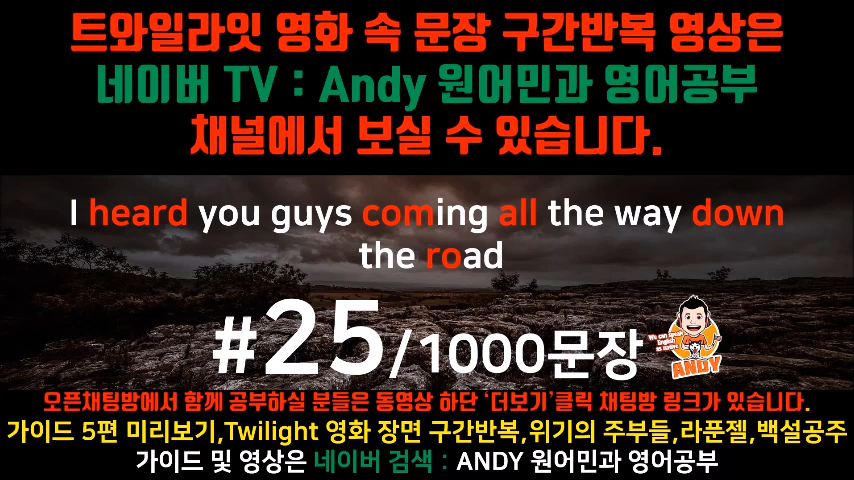 트와일라잇 영화 속 문장 구간반복 영상은
네이버 TV : Andy 원어민과 영어공부
채널에서 보실 수 있습니다.
I heard you guys coming all the way down
the road
#25/1000문장
We can speak
English
as native
ANDY
오픈채팅방에서 함께 공부하실 분들은 동영상 하단 '더보기'클릭 채팅방 링크가 있습니다.
가이드 5편 미리보기,Twilight 영화 장면 구간반복,위기의 주부들,라푼젤,백설공주
가이드 및 영상은 네이버 검색 : ANDY 원어민과 영어공부